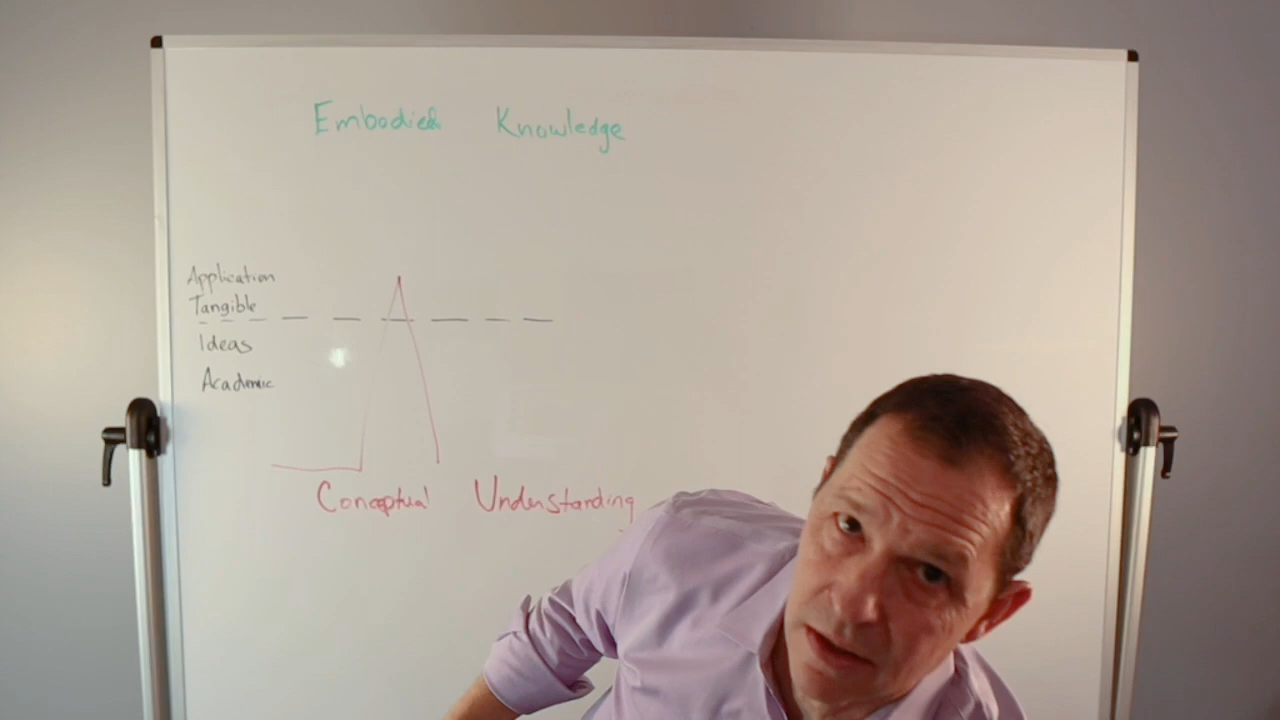 Embodied Knowledge
Application
Tangible
Ideas
Academic
Conceptual Understanding